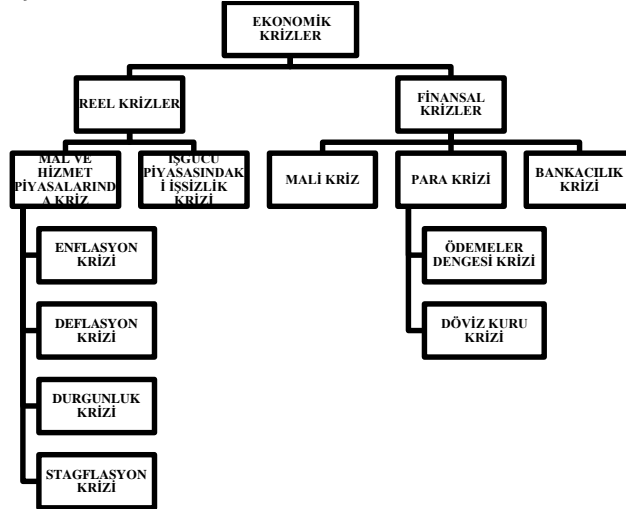 EKONOMİK
KRİZLER
REEL KRİZLER
FİNANSAL
KRİZLER
MAL VE
HİZMET
PİYASALARIND
A KRİZ
İŞGÜCÜ
PİYASASINDAK
İ İŞSİZLİK
KRİZİ
MALİ KRİZ
PARA KRİZİ
BANKACILIK
KRİZİ
ENFLASYON
KRİZİ
DEFLASYON
KRİZİ
DURGUNLUK
KRİZİ
STAGFLASYON
KRİZİ
ÖDEMELER
DENGESİ KRİZİ
DÖVİZ KURU
KRİZİ